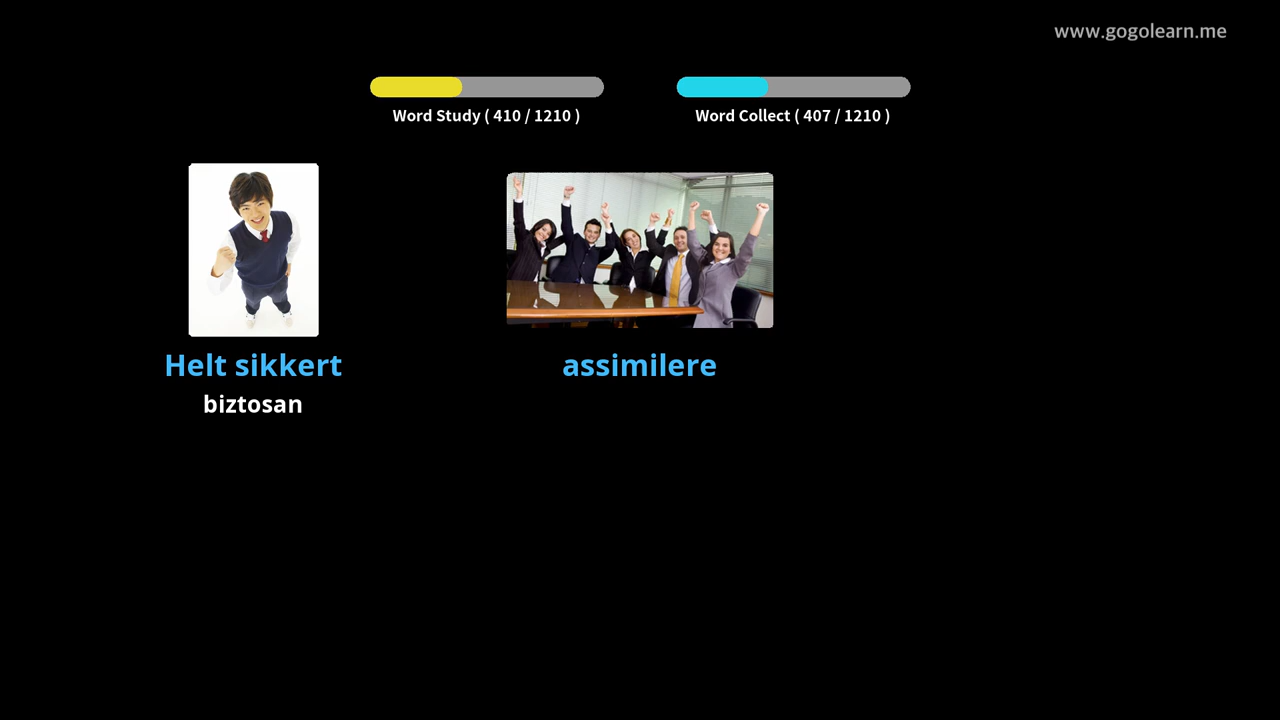 www.gogolearn.me
Word Study ( 410 / 1210 )
Word Collect ( 407 / 1210 )
Helt sikkert
biztosan
assimilere